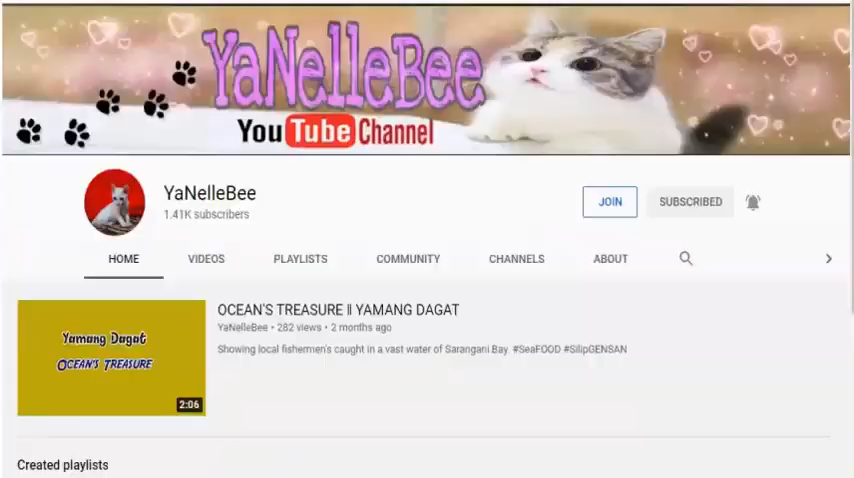 YaNelleBee
You Tube Channel
YaNelleBee
1.41K subscribers
JOIN
SUBSCRIBED
HOME
VIDEOS
PLAYLISTS
COMMUNITY
CHANNELS
ABOUT
Yamang Dagat
OCEAN'S TREASURE
2:06
OCEAN'S TREASURE || YAMANG DAGAT
YaNelleBee • 282 views • 2 months ago
Showing local fishermen's caught in a vast water of Sarangani Bay #SeaFOOD #SilipGENSAN
Created playlists